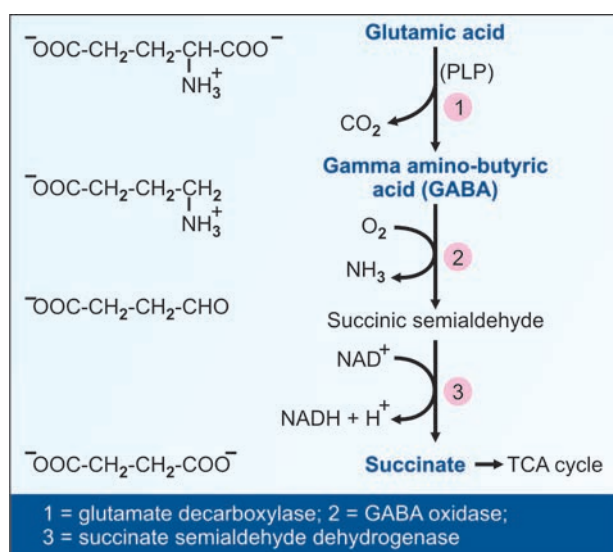 ⁻OOC-CH₂-CH₂-CH-COO⁻
NH₃⁺
Glutamic acid
(PLP)
1
CO₂
⁻OOC-CH₂-CH₂-CH₂
NH₃⁺
Gamma amino-butyric
acid (GABA)
O₂
2
NH₃
⁻OOC-CH₂-CH₂-CHO
Succinic semialdehyde
NAD⁺
3
NADH + H⁺
⁻OOC-CH₂-CH₂-COO⁻
Succinate → TCA cycle
1 = glutamate decarboxylase; 2 = GABA oxidase;
3 = succinate semialdehyde dehydrogenase